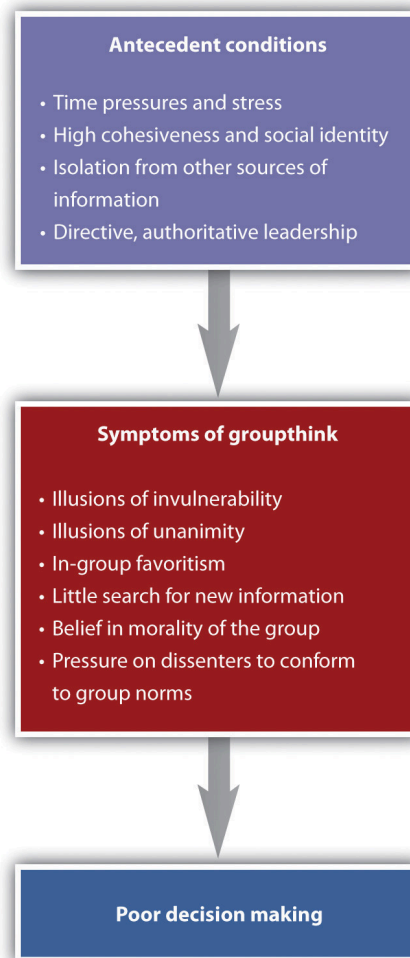 Antecedent conditions
• Time pressures and stress
• High cohesiveness and social identity
• Isolation from other sources of
information
• Directive, authoritative leadership
Symptoms of groupthink
• Illusions of invulnerability
• Illusions of unanimity
• In-group favoritism
• Little search for new information
• Belief in morality of the group
• Pressure on dissenters to conform
to group norms
Poor decision making